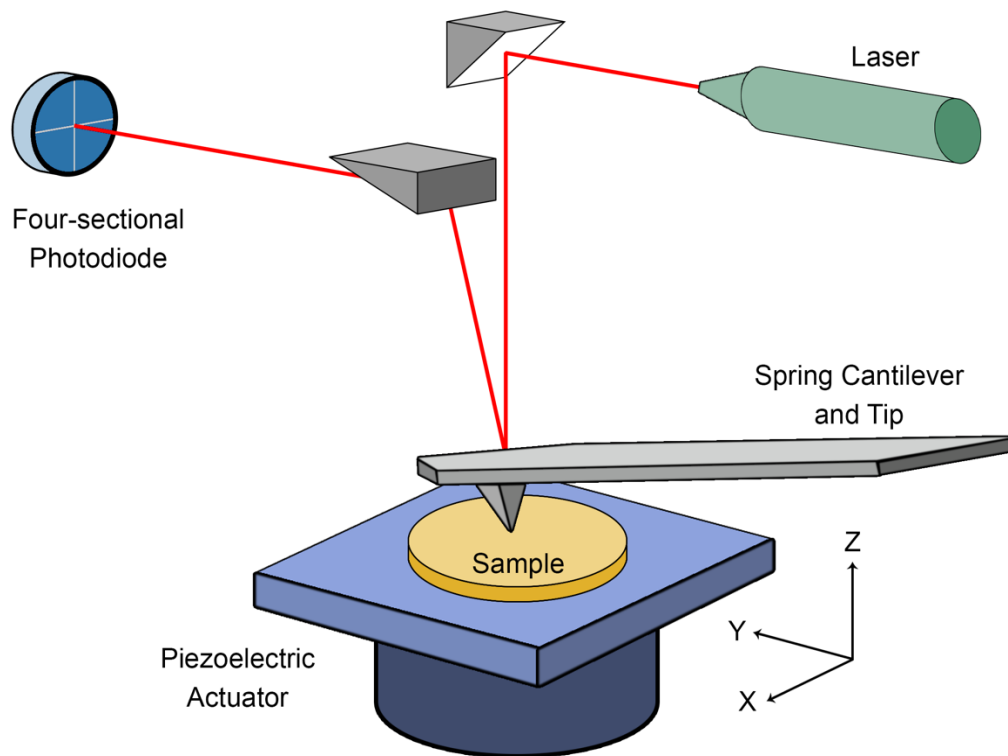 Laser
Four-sectional
Photodiode
Spring Cantilever
and Tip
Sample
Z
Y
X
Piezoelectric
Actuator